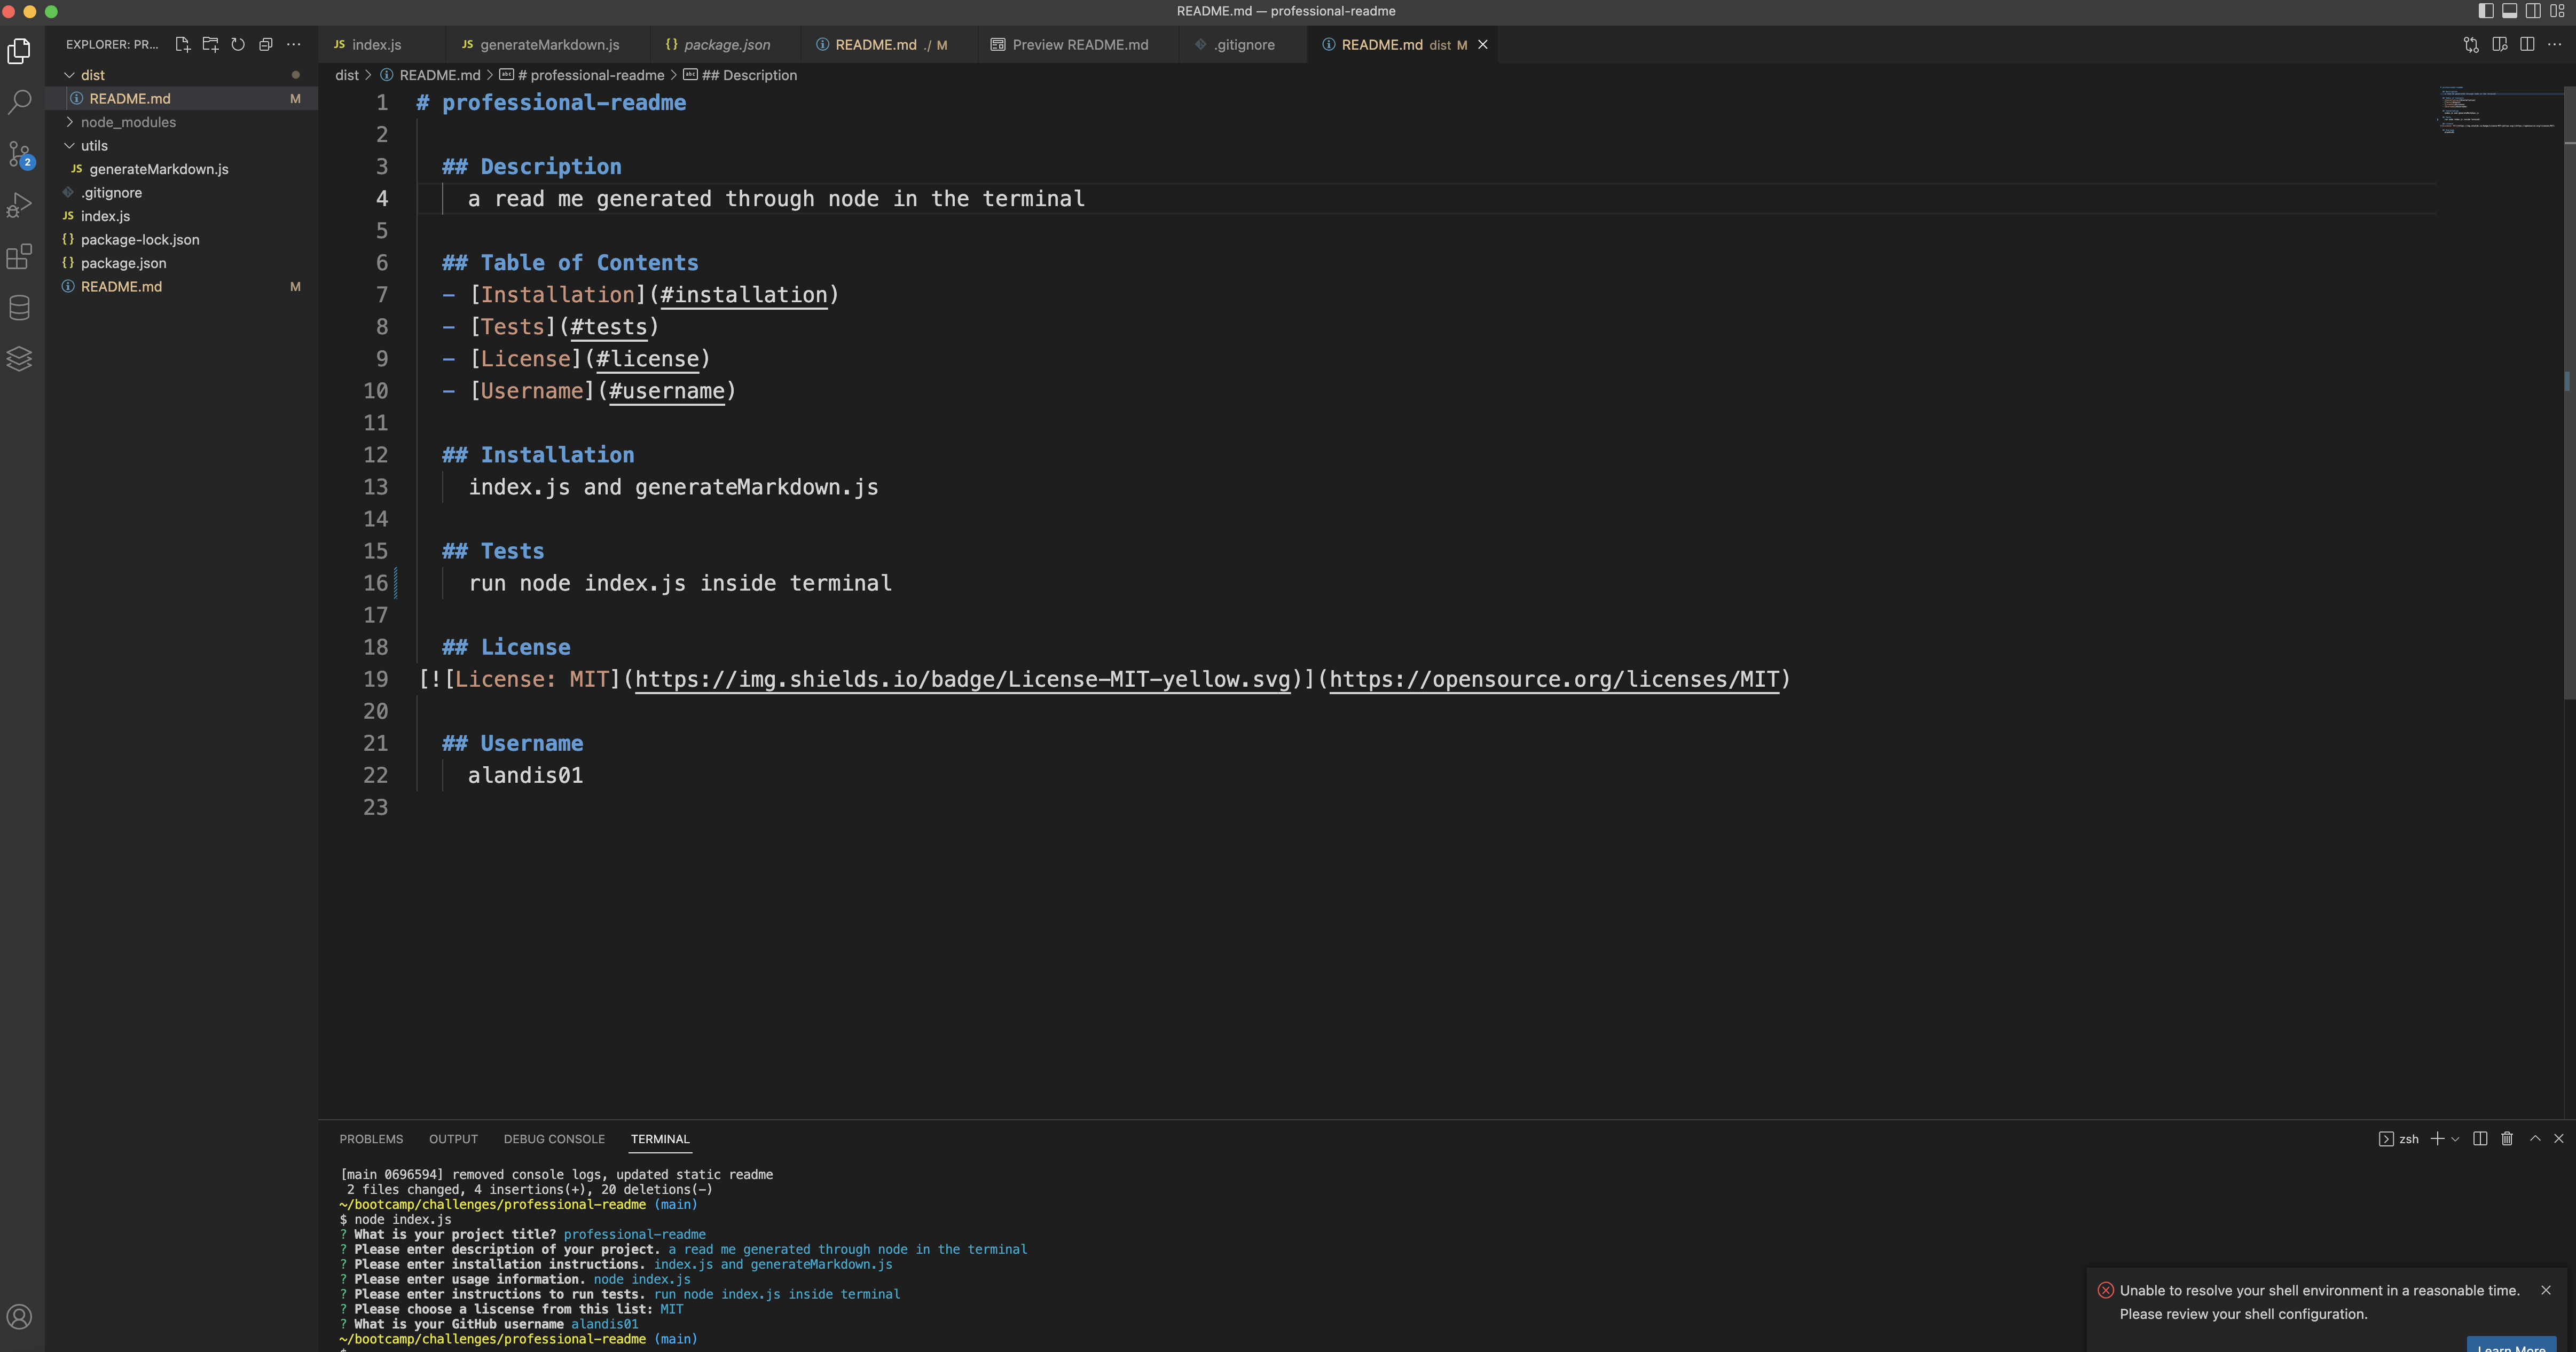 README.md — professional-readme
EXPLORER: PR...
JS index.js
JS generateMarkdown.js
{} package.json
README.md ./ M
Preview README.md
.gitignore
README.md dist M
dist
README.md M
node_modules
utils
JS generateMarkdown.js
.gitignore
JS index.js
{} package-lock.json
{} package.json
README.md M
2
dist > README.md > # professional-readme > ## Description
1 # professional-readme
2
3 ## Description
4 a read me generated through node in the terminal
5
6 ## Table of Contents
7 - [Installation](#installation)
8 - [Tests](#tests)
9 - [License](#license)
10 - [Username](#username)
11
12 ## Installation
13 index.js and generateMarkdown.js
14
15 ## Tests
16 run node index.js inside terminal
17
18 ## License
19 [![License: MIT](https://img.shields.io/badge/License-MIT-yellow.svg)](https://opensource.org/licenses/MIT)
20
21 ## Username
22 alandis01
23
PROBLEMS OUTPUT DEBUG CONSOLE TERMINAL
zsh
[main 0696594] removed console logs, updated static readme
2 files changed, 4 insertions(+), 20 deletions(-)
~/bootcamp/challenges/professional-readme (main)
$ node index.js
? What is your project title? professional-readme
? Please enter description of your project. a read me generated through node in the terminal
? Please enter installation instructions. index.js and generateMarkdown.js
? Please enter usage information. node index.js
? Please enter instructions to run tests. run node index.js inside terminal
? Please choose a liscense from this list: MIT
? What is your GitHub username alandis01
~/bootcamp/challenges/professional-readme (main)
$
Unable to resolve your shell environment in a reasonable time.
Please review your shell configuration.
Learn More